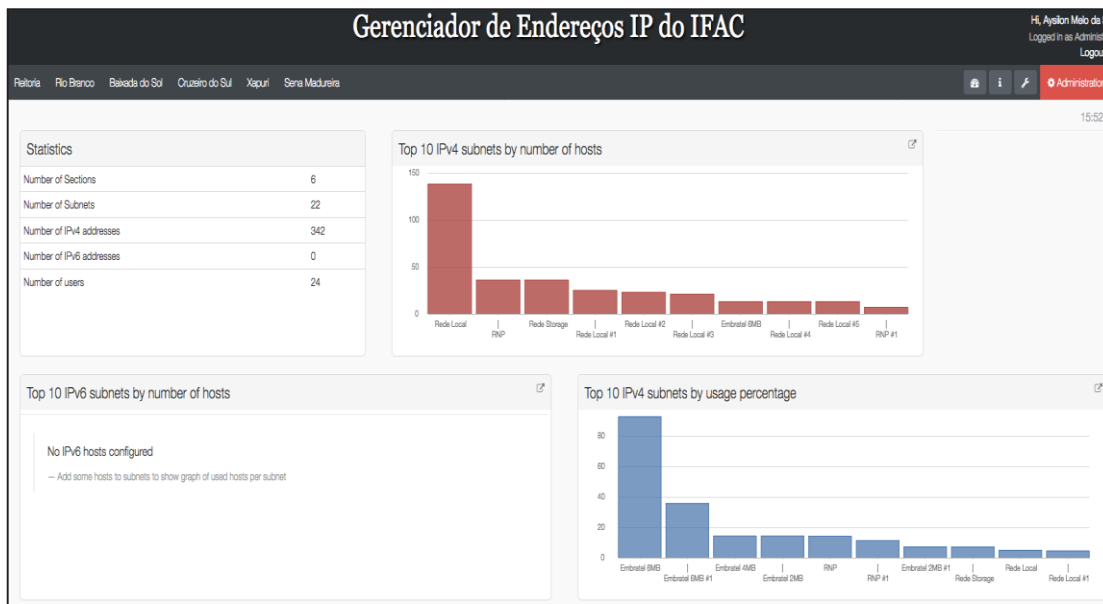 Gerenciador de Endereços IP do IFAC
Hi, Aysilon Melo da
Logged in as Administ
Logou
Reitoria Rio Branco Baixada do Sol Cruzeiro do Sul Xapuri Sena Madureira
Administration
15:52
Statistics
Number of Sections 6
Number of Subnets 22
Number of IPv4 addresses 342
Number of IPv6 addresses 0
Number of users 24
Top 10 IPv4 subnets by number of hosts
150
100
50
0
Rede Local
RNP
Rede Storage
Rede Local #1
Rede Local #2
Rede Local #3
Embratel 6MB
Rede Local #4
Rede Local #5
RNP #1
Top 10 IPv6 subnets by number of hosts
No IPv6 hosts configured
— Add some hosts to subnets to show graph of used hosts per subnet
Top 10 IPv4 subnets by usage percentage
80
60
40
20
0
Embratel 6MB
Embratel 6MB #1
Embratel 4MB
Embratel 2MB
RNP
RNP #1
Embratel 2MB #1
Rede Storage
Rede Local
Rede Local #1